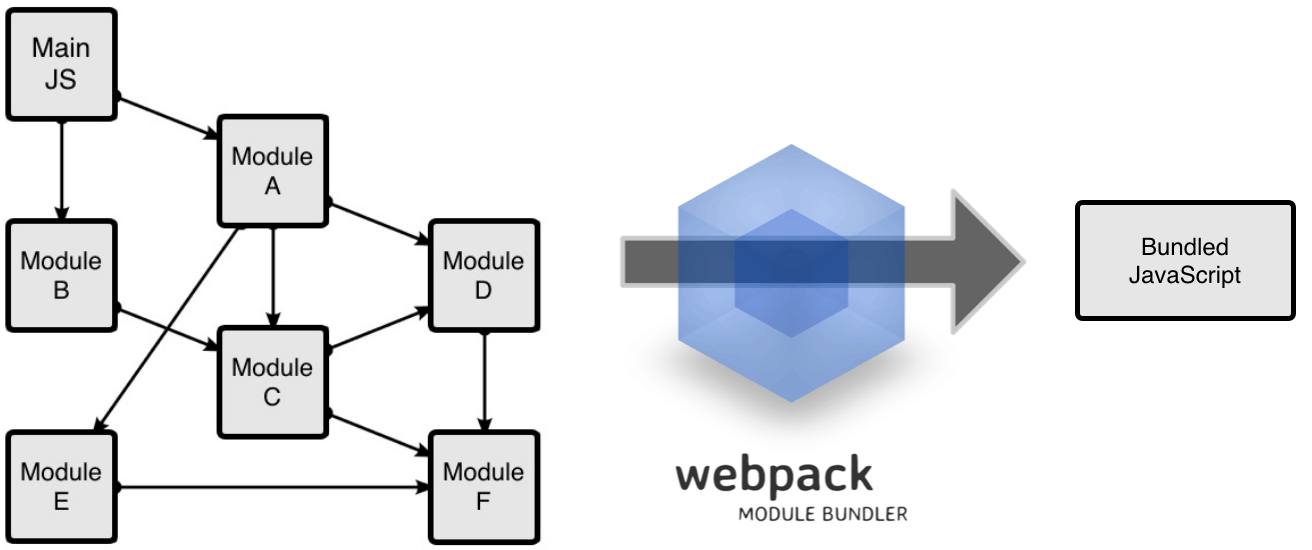 Main
JS
Module
A
Module
B
Module
D
Module
C
Module
E
Module
F
webpack
MODULE BUNDLER
Bundled
JavaScript